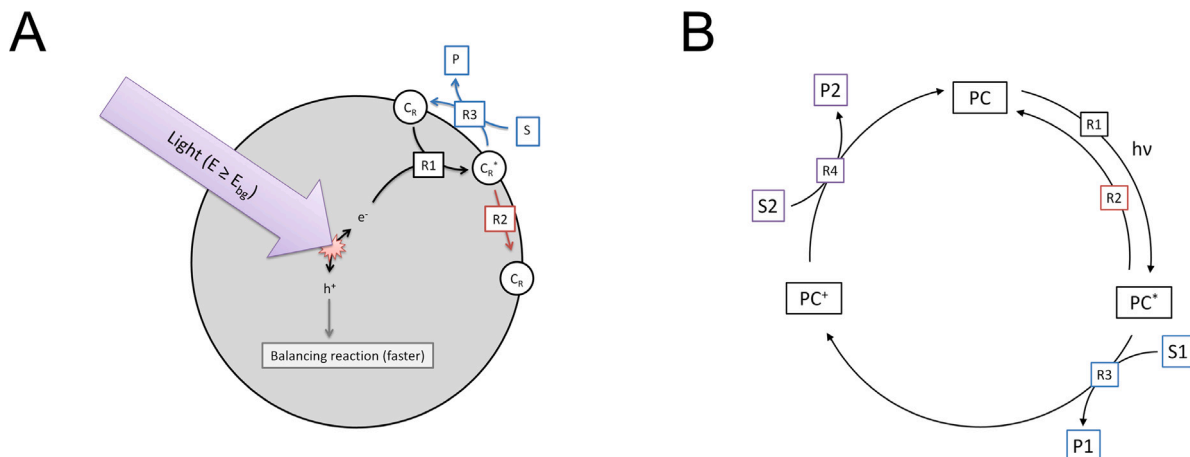 A
P
C_R
R3
S
Light (E ≥ E_bg)
R1
C_R^*
e⁻
R2
h⁺
C_R
Balancing reaction (faster)
B
P2
PC
R1
hν
R4
R2
S2
PC⁺
PC^*
S1
R3
P1